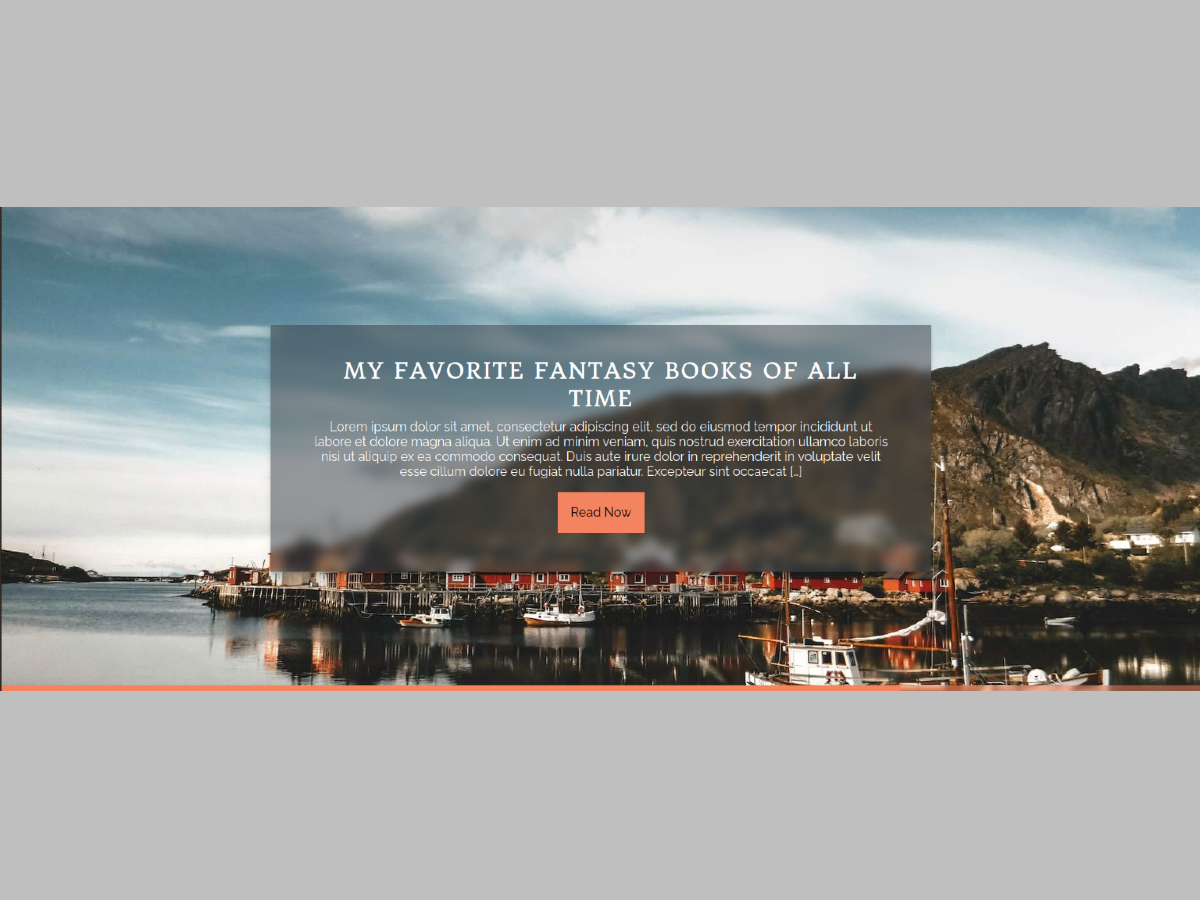 MY FAVORITE FANTASY BOOKS OF ALL
TIME
Lorem ipsum dolor sit amet, consectetur adipiscing elit, sed do eiusmod tempor incididunt ut
labore et dolore magna aliqua. Ut enim ad minim veniam, quis nostrud exercitation ullamco laboris
nisi ut aliquip ex ea commodo consequat. Duis aute irure dolor in reprehenderit in voluptate velit
esse cillum dolore eu fugiat nulla pariatur. Excepteur sint occaecat [...]
Read Now